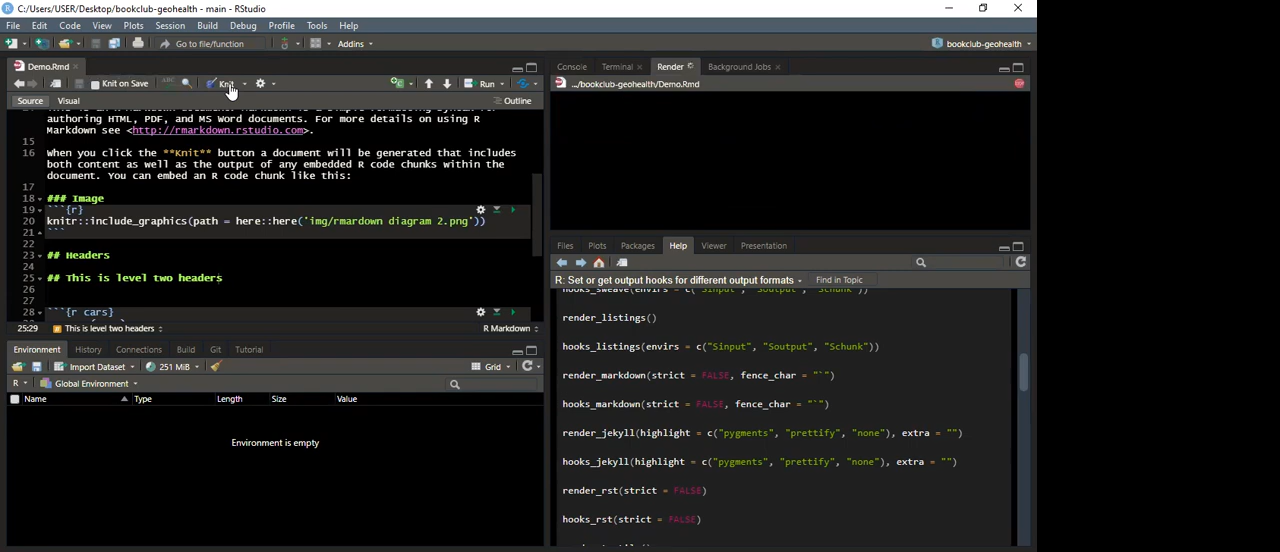 C:/Users/USER/Desktop/bookclub-geohealth - main - RStudio
File Edit Code View Plots Session Build Debug Profile Tools Help
Go to file/function Addins bookclub-geohealth
Demo.Rmd
Knit on Save ABC Knit Run
Source Visual Outline
authoring HTML, PDF, and MS Word documents. For more details on using R
Markdown see <http://rmarkdown.rstudio.com>.
15
16 When you click the **Knit** button a document will be generated that includes
both content as well as the output of any embedded R code chunks within the
document. You can embed an R code chunk like this:
17
18 ### Image
19 ```{r}
20 knitr::include_graphics(path = here::here('img/rmardown diagram 2.png'))
21 ```
22
23 ## Headers
24
25 ## This is level two headers
26
27
28 ```{r cars}
25:29 This is level two headers R Markdown
Environment History Connections Build Git Tutorial
Import Dataset 251 MiB Grid
R Global Environment
Name Type Length Size Value
Environment is empty
Console Terminal Render Background Jobs
.../bookclub-geohealth/Demo.Rmd
Files Plots Packages Help Viewer Presentation
R: Set or get output hooks for different output formats Find in Topic
hooks_sweave(envirs = c("Sinput", "Soutput", "Schunk"))
render_listings()
hooks_listings(envirs = c("Sinput", "Soutput", "Schunk"))
render_markdown(strict = FALSE, fence_char = "`")
hooks_markdown(strict = FALSE, fence_char = "`")
render_jekyll(highlight = c("pygments", "prettify", "none"), extra = "")
hooks_jekyll(highlight = c("pygments", "prettify", "none"), extra = "")
render_rst(strict = FALSE)
hooks_rst(strict = FALSE)